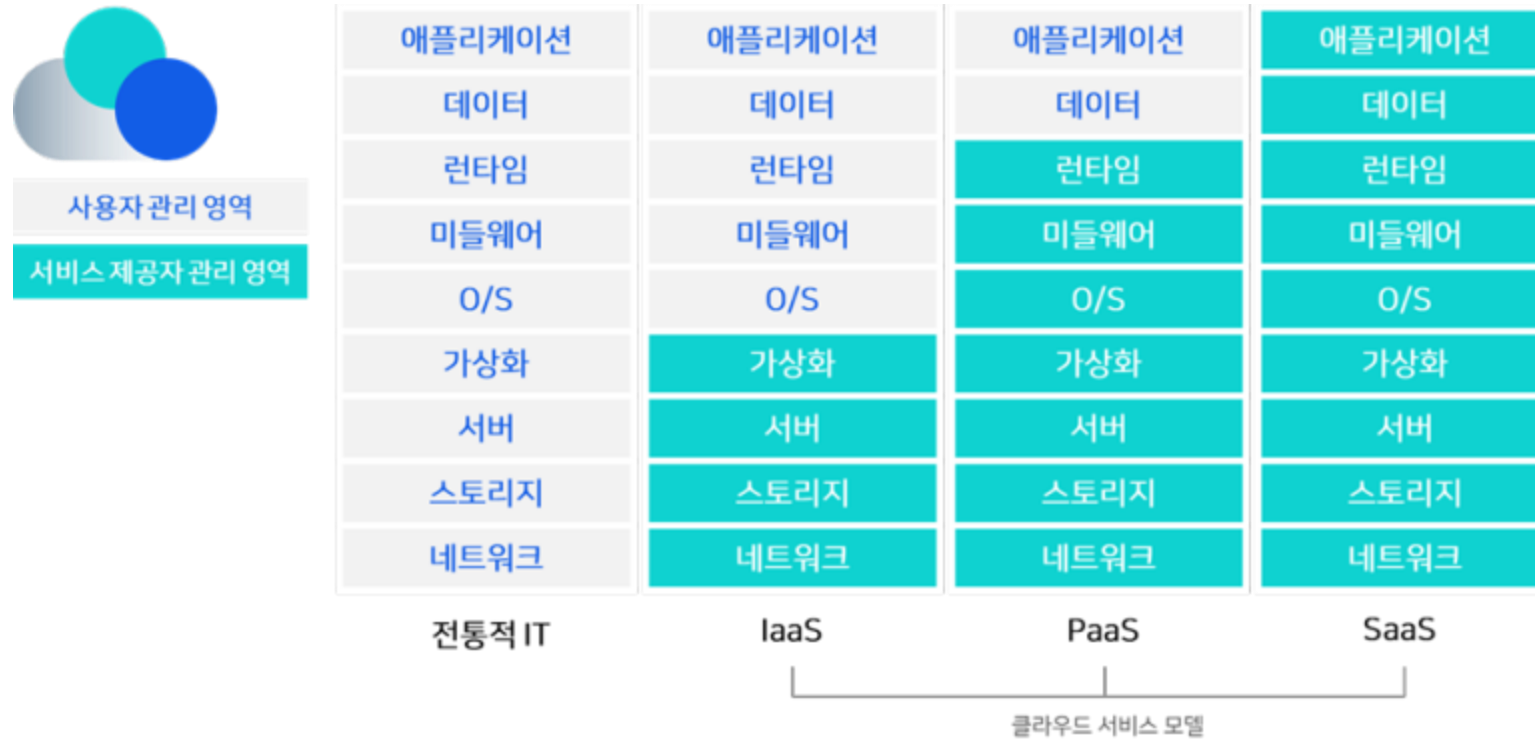 사용자 관리 영역
서비스 제공자 관리 영역
애플리케이션 애플리케이션 애플리케이션 애플리케이션
데이터 데이터 데이터 데이터
런타임 런타임 런타임 런타임
미들웨어 미들웨어 미들웨어 미들웨어
O/S O/S O/S O/S
가상화 가상화 가상화 가상화
서버 서버 서버 서버
스토리지 스토리지 스토리지 스토리지
네트워크 네트워크 네트워크 네트워크
전통적 IT IaaS PaaS SaaS
클라우드 서비스 모델